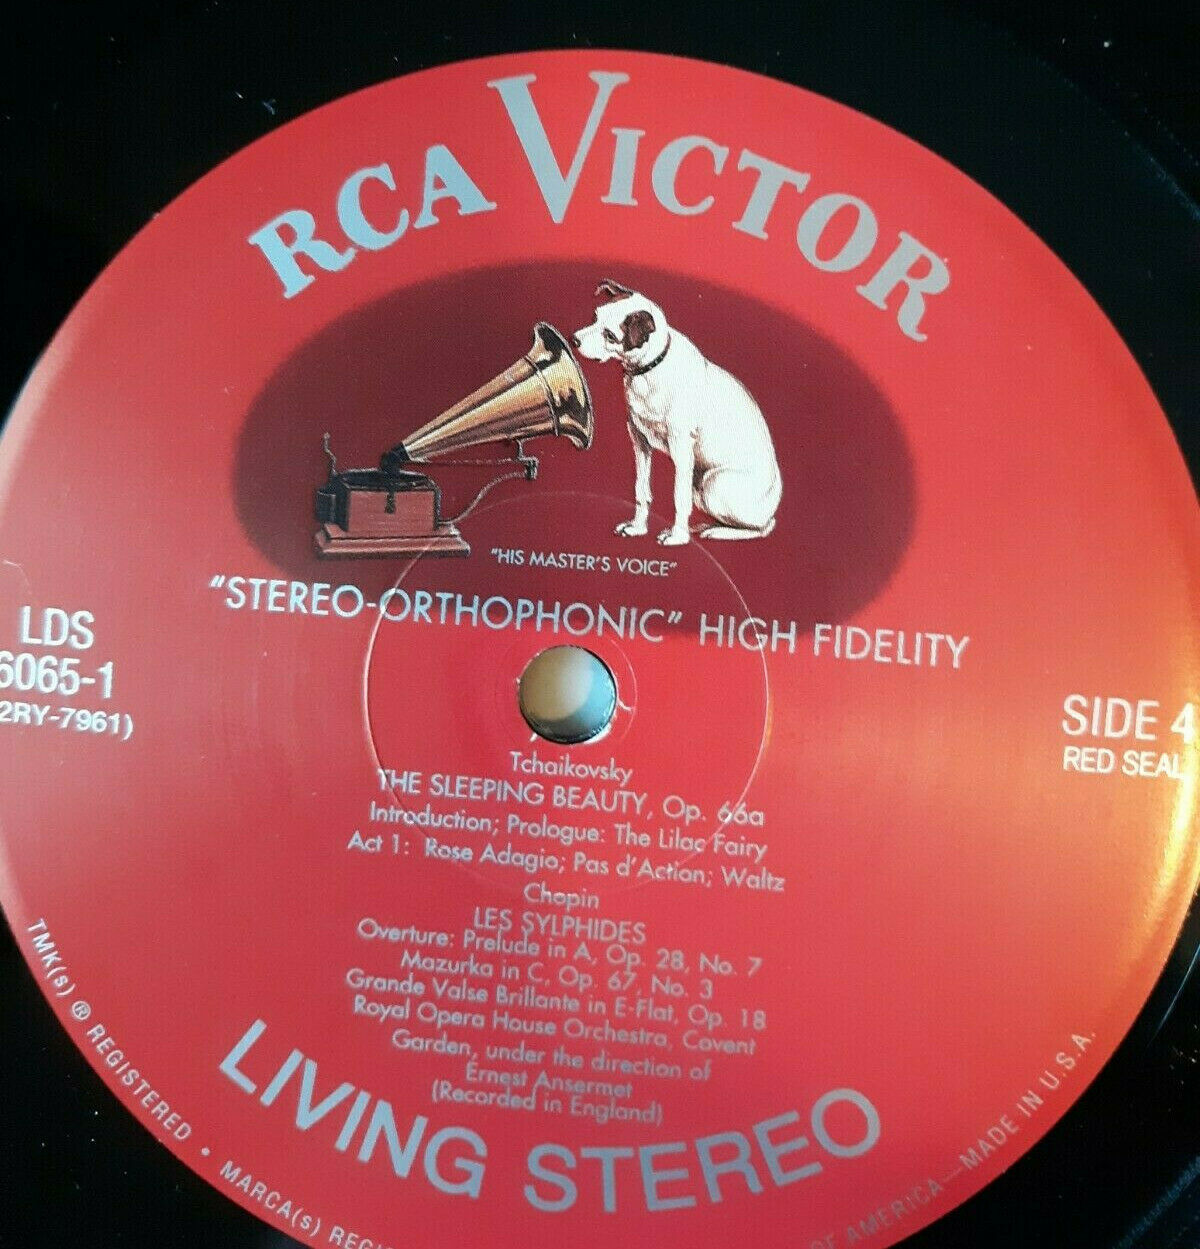 RCA VICTOR
"HIS MASTER'S VOICE"
"STEREO-ORTHOPHONIC" HIGH FIDELITY
LDS
6065-1
2RY-7961)
SIDE 4
RED SEAL
Tchaikovsky
THE SLEEPING BEAUTY, Op. 66a
Introduction; Prologue: The Lilac Fairy
Act 1: Rose Adagio; Pas d'Action; Waltz
Chopin
LES SYLPHIDES
Overture: Prelude in A, Op. 28, No. 7
Mazurka in C, Op. 67, No. 3
Grande Valse Brillante in E-Flat, Op. 18
Royal Opera House Orchestra, Covent
Garden, under the direction of
Ernest Ansermet
(Recorded in England)
LIVING STEREO
TMK(s) ® REGISTERED • MARCA(s) REG
OF AMERICA—MADE IN U.S.A.